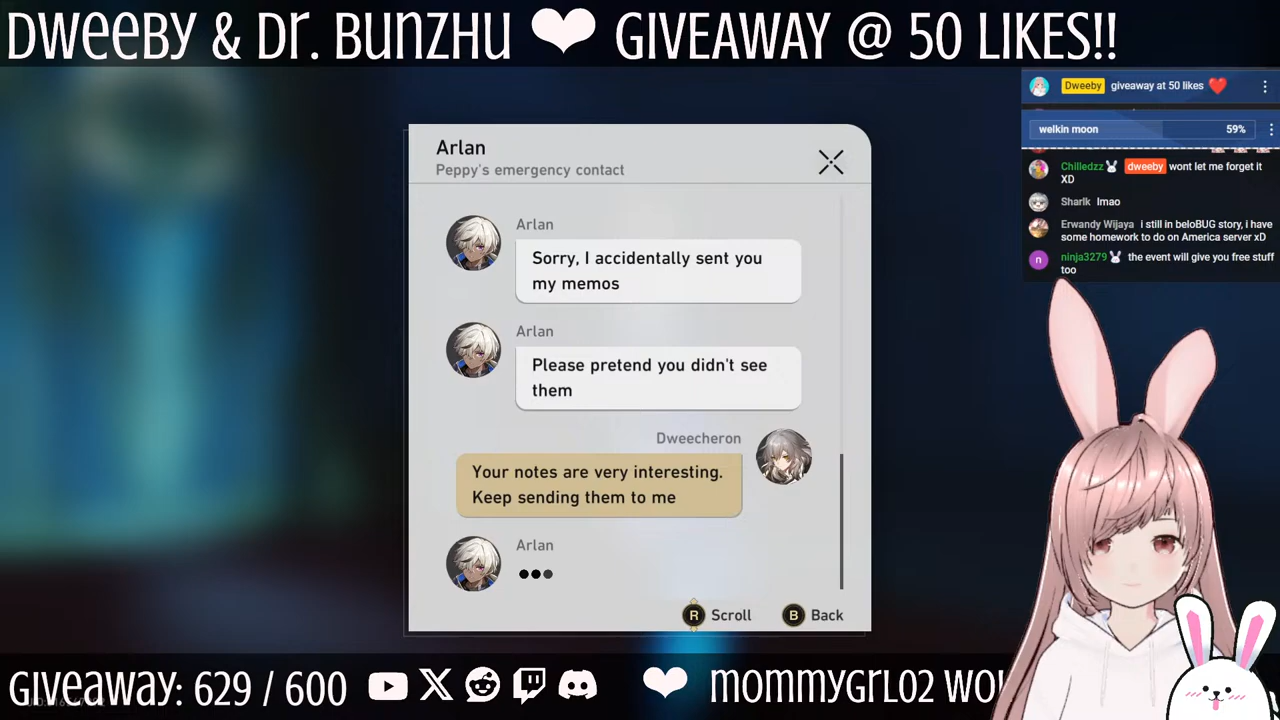 Dweeby & Dr. Bunzhu GIVEAWAY @ 50 LIKES!!
Dweeby giveaway at 50 likes
welkin moon 59%
Chilledzz dweeby wont let me forget it
XD
Sharlk lmao
Erwandy Wijaya i still in beloBUG story, i have
some homework to do on America server xD
ninja3279 the event will give you free stuff
too
Arlan
Peppy's emergency contact
Arlan
Sorry, I accidentally sent you
my memos
Arlan
Please pretend you didn't see
them
Dweecheron
Your notes are very interesting.
Keep sending them to me
Arlan
R Scroll B Back
Giveaway: 629 / 600 mommygrl02 WO